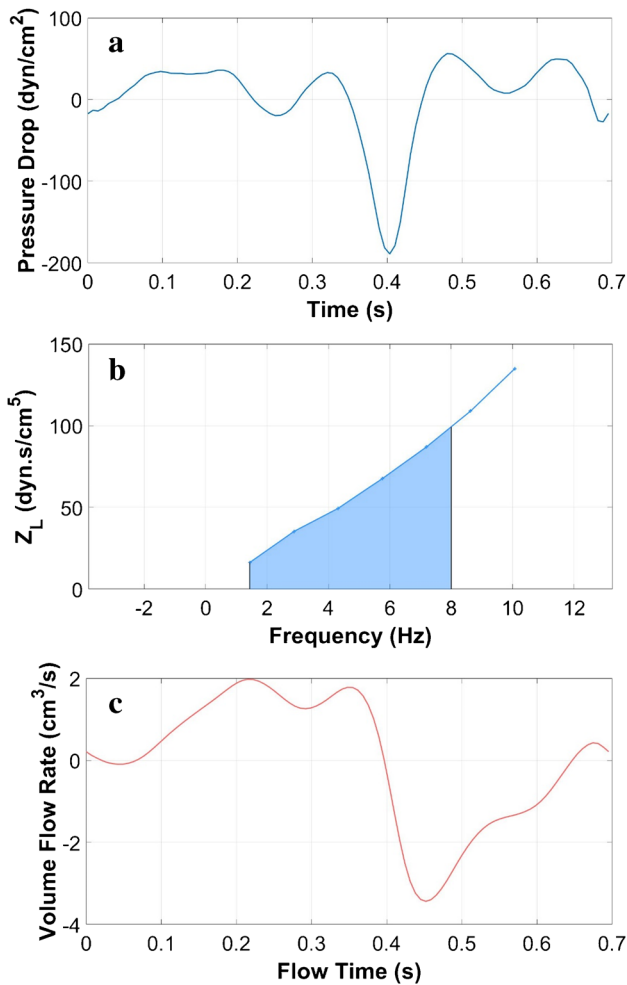 a
Pressure Drop (dyn/cm²)
100
0
-100
-200
0 0.1 0.2 0.3 0.4 0.5 0.6 0.7
Time (s)
b
Z_L (dyn.s/cm⁵)
150
100
50
0
-2 0 2 4 6 8 10 12
Frequency (Hz)
c
Volume Flow Rate (cm³/s)
2
0
-2
-4
0 0.1 0.2 0.3 0.4 0.5 0.6 0.7
Flow Time (s)